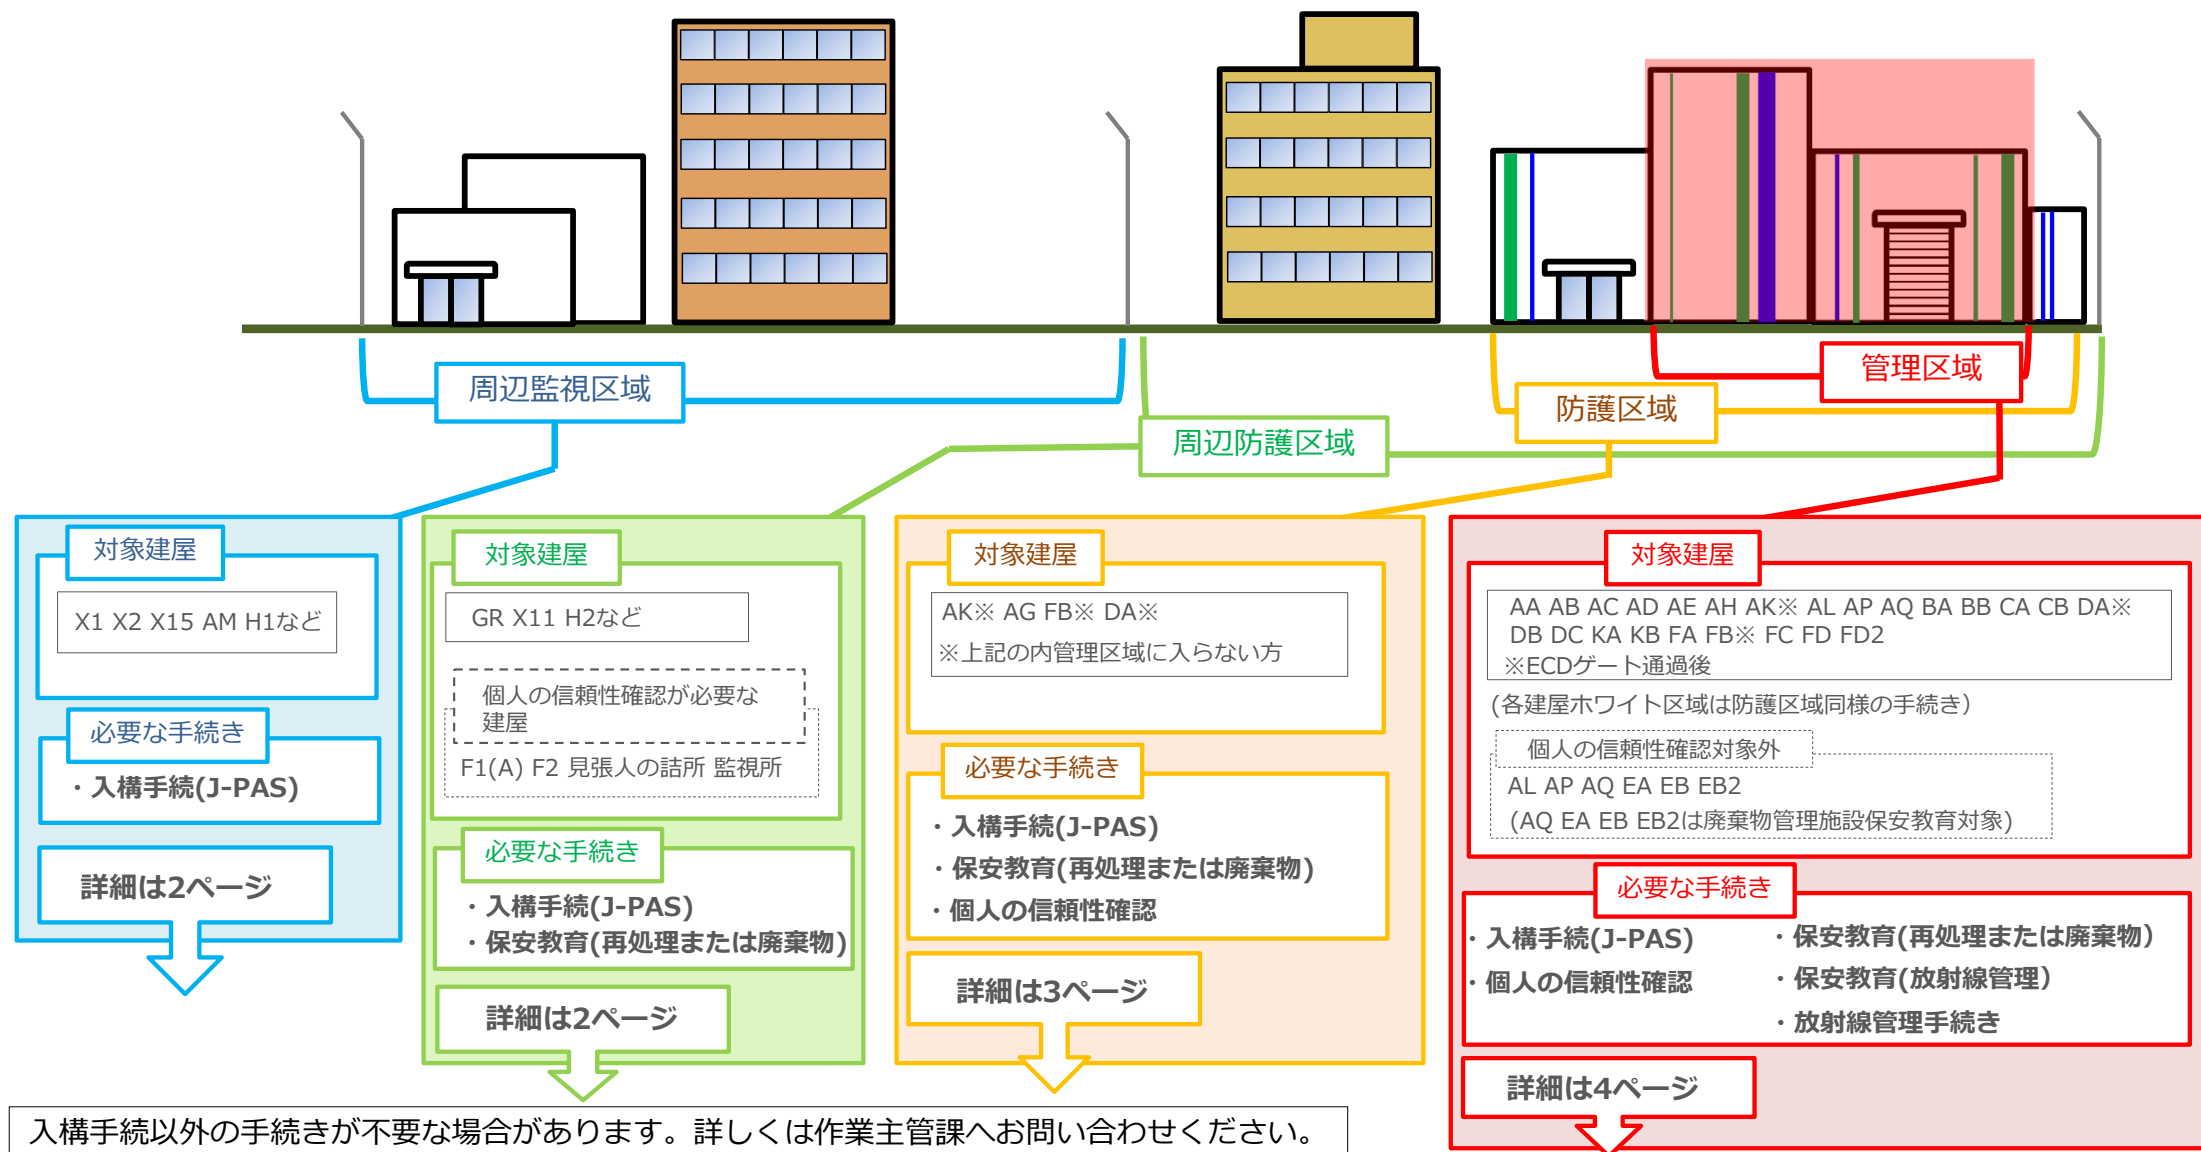 周辺監視区域
周辺防護区域
防護区域
管理区域
対象建屋
X1 X2 X15 AM H1など
必要な手続き
・入構手続(J-PAS)
詳細は2ページ
対象建屋
GR X11 H2など
個人の信頼性確認が必要な
建屋
F1(A) F2 見張人の詰所 監視所
必要な手続き
・入構手続(J-PAS)
・保安教育(再処理または廃棄物)
詳細は2ページ
対象建屋
AK※ AG FB※ DA※
※上記の内管理区域に入らない方
必要な手続き
・入構手続(J-PAS)
・保安教育(再処理または廃棄物)
・個人の信頼性確認
詳細は3ページ
対象建屋
AA AB AC AD AE AH AK※ AL AP AQ BA BB CA CB DA※
DB DC KA KB FA FB※ FC FD FD2
※ECDゲート通過後
(各建屋ホワイト区域は防護区域同様の手続き）
個人の信頼性確認対象外
AL AP AQ EA EB EB2
(AQ EA EB EB2は廃棄物管理施設保安教育対象)
必要な手続き
・入構手続(J-PAS)
・個人の信頼性確認
・保安教育(再処理または廃棄物）
・保安教育(放射線管理）
・放射線管理手続き
詳細は4ページ
入構手続以外の手続きが不要な場合があります。詳しくは作業主管課へお問い合わせください。